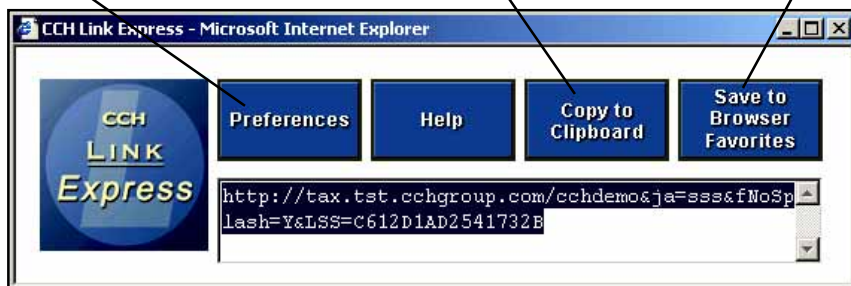 CCH Link Express - Microsoft Internet Explorer
CCH
LINK
Express
Preferences
Help
Copy to
Clipboard
Save to
Browser
Favorites
http://tax.tst.cchgroup.com/cchdemo&ja=sss&fNoSp
lash=Y&LSS=C612D1AD2541732B